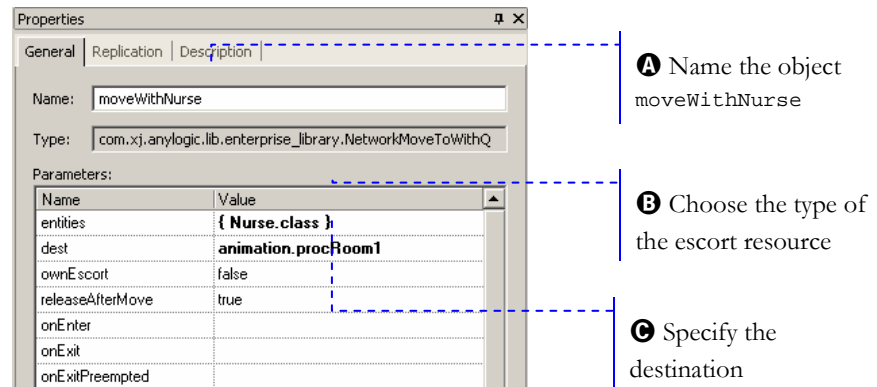 Properties
General Replication Description
Name: moveWithNurse
Type: com.xj.anylogic.lib.enterprise_library.NetworkMoveToWithQ
Parameters:
Name Value
entities { Nurse.class }
dest animation.procRoom1
ownEscort false
releaseAfterMove true
onEnter
onExit
onExitPreempted
A Name the object
moveWithNurse
B Choose the type of
the escort resource
C Specify the
destination